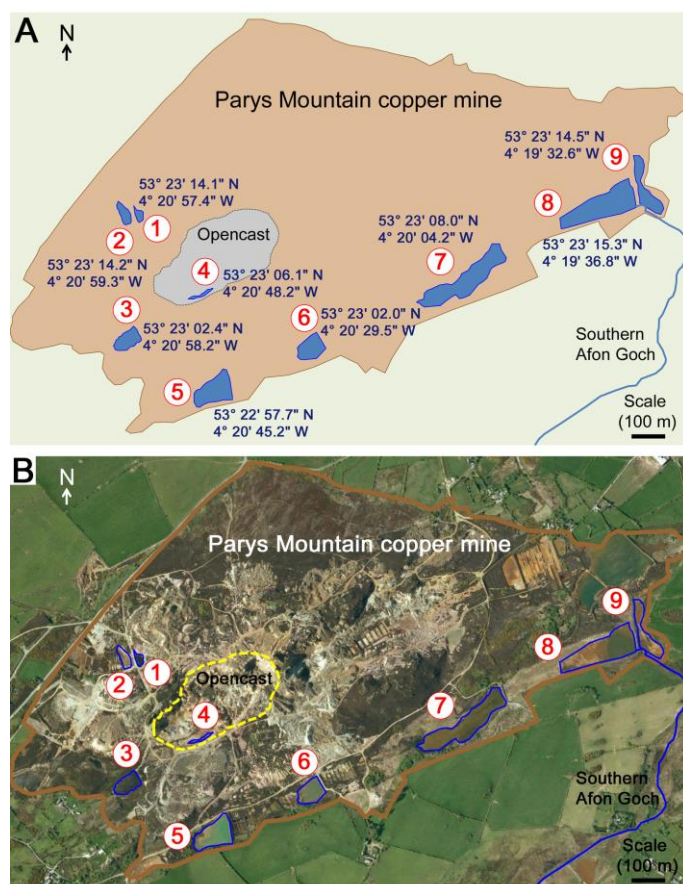 A
N
Parys Mountain copper mine
53° 23' 14.5" N
4° 19' 32.6" W
9
53° 23' 14.1" N
4° 20' 57.4" W
8
2
1
Opencast
53° 23' 08.0" N
4° 20' 04.2" W
53° 23' 15.3" N
4° 19' 36.8" W
53° 23' 14.2" N
4° 20' 59.3" W
4
53° 23' 06.1" N
4° 20' 48.2" W
7
3
53° 23' 02.4" N
4° 20' 58.2" W
6
53° 23' 02.0" N
4° 20' 29.5" W
Southern
Afon Goch
5
53° 22' 57.7" N
4° 20' 45.2" W
Scale
(100 m)
B
N
Parys Mountain copper mine
9
8
2
1
Opencast
4
7
3
6
Southern
Afon Goch
5
Scale
(100 m)